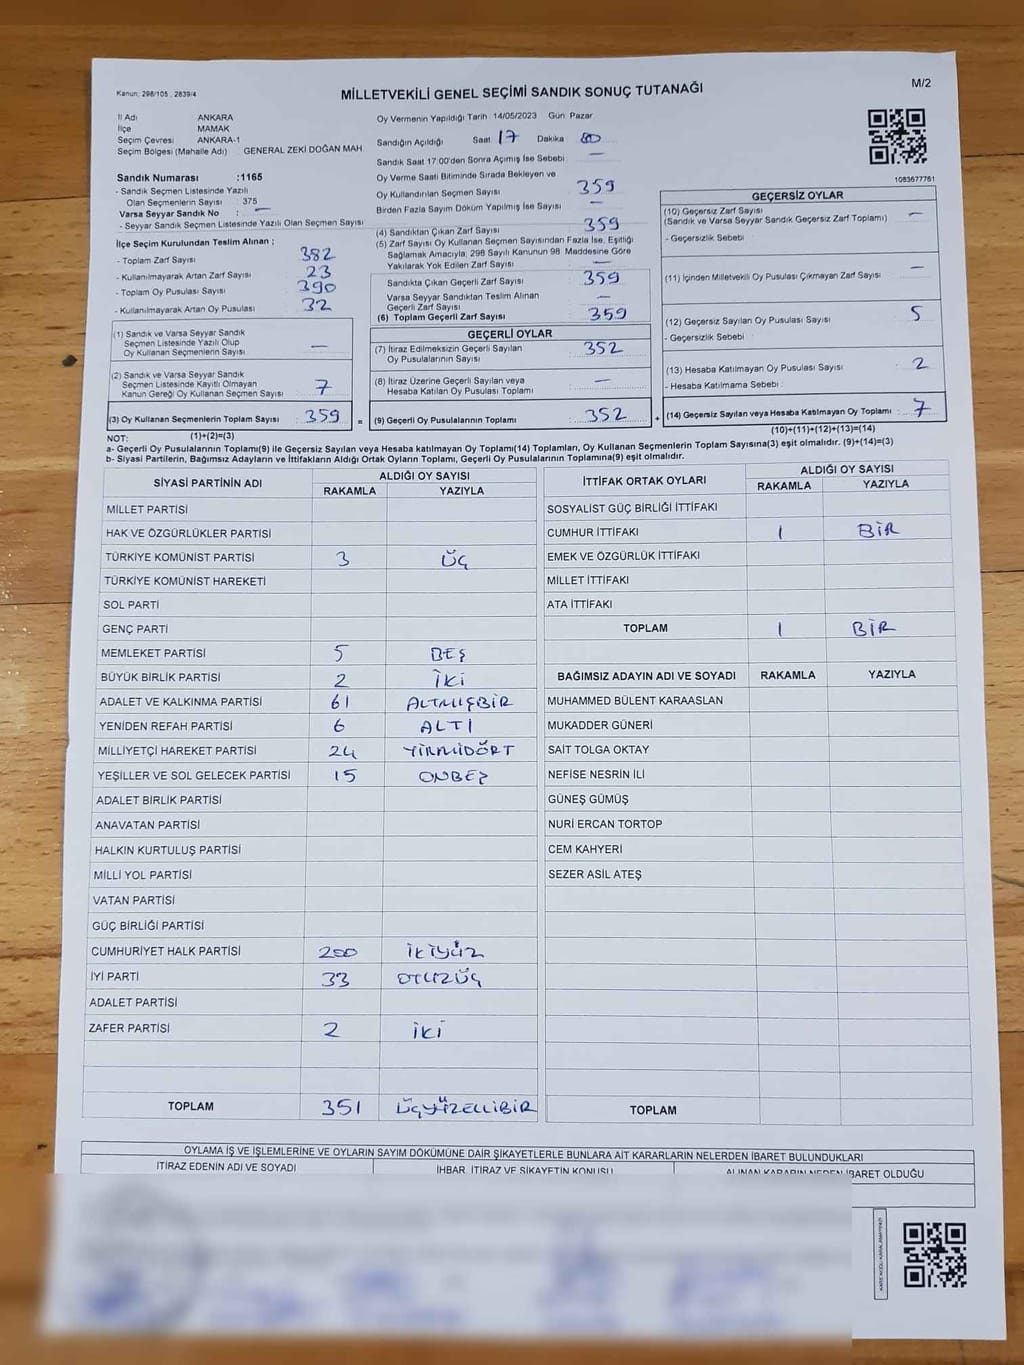 Kanun; 298/105 , 2839/4
MİLLETVEKİLİ GENEL SEÇİMİ SANDIK SONUÇ TUTANAĞI
M/2
İl Adı ANKARA
İlçe MAMAK
Seçim Çevresi ANKARA-1
Seçim Bölgesi (Mahalle Adı) GENERAL ZEKİ DOĞAN MAH.
Sandık Numarası :1165
- Sandık Seçmen Listesinde Yazılı
Olan Seçmenlerin Sayısı : 375
Varsa Seyyar Sandık No : —
- Seyyar Sandık Seçmen Listesinde Yazılı Olan Seçmen Sayısı
İlçe Seçim Kurulundan Teslim Alınan ;
- Toplam Zarf Sayısı 382
- Kullanılmayarak Artan Zarf Sayısı 23
- Toplam Oy Pusulası Sayısı 390
- Kullanılmayarak Artan Oy Pusulası 32
(1) Sandık ve Varsa Seyyar Sandık
Seçmen Listesinde Yazılı Olup
Oy Kullanan Seçmenlerin Sayısı —
(2) Sandık ve Varsa Seyyar Sandık
Seçmen Listesinde Kayıtlı Olmayan
Kanun Gereği Oy Kullanan Seçmen Sayısı 7
(3) Oy Kullanan Seçmenlerin Toplam Sayısı : 359 =
(1)+(2)=(3)
Oy Vermenin Yapıldığı Tarih 14/05/2023 Gün Pazar
Sandığın Açıldığı Saat 17 Dakika 00
Sandık Saat 17:00'den Sonra Açımış İse Sebebi —
Oy Verme Saati Bitiminde Sırada Bekleyen ve
Oy Kullandırılan Seçmen Sayısı 359
Birden Fazla Sayım Döküm Yapılmış İse Sayısı —
(4) Sandıktan Çıkan Zarf Sayısı 359
(5) Zarf Sayısı Oy Kullanan Seçmen Sayısından Fazla İse, Eşitliği
Sağlamak Amacıyla; 298 Sayılı Kanunun 98. Maddesine Göre
Yakılarak Yok Edilen Zarf Sayısı —
Sandıkta Çıkan Geçerli Zarf Sayısı 359
Varsa Seyyar Sandıktan Teslim Alınan
Geçerli Zarf Sayısı —
(6) Toplam Geçerli Zarf Sayısı : 359
GEÇERLİ OYLAR
(7) İtiraz Edilmeksizin Geçerli Sayılan
Oy Pusulalarının Sayısı : 352
(8) İtiraz Üzerine Geçerli Sayılan veya
Hesaba Katılan Oy Pusulası Toplamı : —
(9) Geçerli Oy Pusulalarının Toplamı : 352 +
1083677761
GEÇERSİZ OYLAR
(10) Geçersiz Zarf Sayısı
(Sandık ve Varsa Seyyar Sandık Geçersiz Zarf Toplamı) —
- Geçersizlik Sebebi
(11) İçinden Milletvekili Oy Pusulası Çıkmayan Zarf Sayısı —
(12) Geçersiz Sayılan Oy Pusulası Sayısı 5
- Geçersizlik Sebebi
(13) Hesaba Katılmayan Oy Pusulası Sayısı 2
- Hesaba Katılmama Sebebi :
(14) Geçersiz Sayılan veya Hesaba Katılmayan Oy Toplamı 7
(10)+(11)+(12)+(13)=(14)
NOT:
a- Geçerli Oy Pusulalarının Toplamı(9) ile Geçersiz Sayılan veya Hesaba katılmayan Oy Toplamı(14) Toplamları, Oy Kullanan Seçmenlerin Toplam Sayısına(3) eşit olmalıdır. (9)+(14)=(3)
b- Siyasi Partilerin, Bağımsız Adayların ve İttifakların Aldığı Ortak Oyların Toplamı, Geçerli Oy Pusulalarının Toplamına(9) eşit olmalıdır.
SİYASİ PARTİNİN ADI ALDIĞI OY SAYISI
RAKAMLA YAZIYLA
MİLLET PARTİSİ
HAK VE ÖZGÜRLÜKLER PARTİSİ
TÜRKİYE KOMÜNİST PARTİSİ 3 ÜÇ
TÜRKİYE KOMÜNİST HAREKETİ
SOL PARTİ
GENÇ PARTİ
MEMLEKET PARTİSİ 5 BEŞ
BÜYÜK BİRLİK PARTİSİ 2 İKİ
ADALET VE KALKINMA PARTİSİ 61 ALTMIŞBİR
YENİDEN REFAH PARTİSİ 6 ALTI
MİLLİYETÇİ HAREKET PARTİSİ 24 YİRMİDÖRT
YEŞİLLER VE SOL GELECEK PARTİSİ 15 ONBEŞ
ADALET BİRLİK PARTİSİ
ANAVATAN PARTİSİ
HALKIN KURTULUŞ PARTİSİ
MİLLİ YOL PARTİSİ
VATAN PARTİSİ
GÜÇ BİRLİĞİ PARTİSİ
CUMHURİYET HALK PARTİSİ 200 İKİYÜZ
İYİ PARTİ 33 OTUZÜÇ
ADALET PARTİSİ
ZAFER PARTİSİ 2 İKİ
TOPLAM 351 ÜÇYÜZELLİBİR
İTTİFAK ORTAK OYLARI ALDIĞI OY SAYISI
RAKAMLA YAZIYLA
SOSYALİST GÜÇ BİRLİĞİ İTTİFAKI
CUMHUR İTTİFAKI 1 BİR
EMEK VE ÖZGÜRLÜK İTTİFAKI
MİLLET İTTİFAKI
ATA İTTİFAKI
TOPLAM 1 BİR
BAĞIMSIZ ADAYIN ADI VE SOYADI RAKAMLA YAZIYLA
MUHAMMED BÜLENT KARAASLAN
MUKADDER GÜNERİ
SAİT TOLGA OKTAY
NEFİSE NESRİN İLİ
GÜNEŞ GÜMÜŞ
NURİ ERCAN TORTOP
CEM KAHYERİ
SEZER ASİL ATEŞ
TOPLAM
OYLAMA İŞ VE İŞLEMLERİNE VE OYLARIN SAYIM DÖKÜMÜNE DAİR ŞİKAYETLERLE BUNLARA AİT KARARLARIN NELERDEN İBARET BULUNDUKLARI
İTİRAZ EDENİN ADI VE SOYADI İHBAR, İTİRAZ VE ŞİKAYETİN KONUSU ALINAN KARARIN NEDEN İBARET OLDUĞU